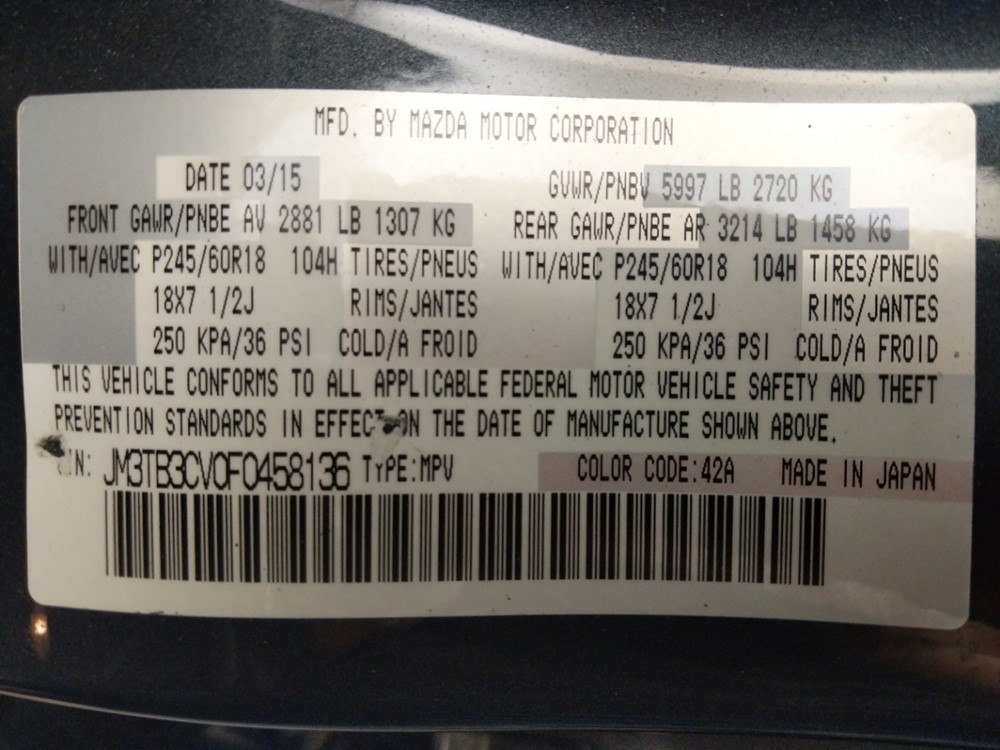 MFD. BY MAZDA MOTOR CORPORATION
DATE 03/15 GVWR/PNBV 5997 LB 2720 KG
FRONT GAWR/PNBE AV 2881 LB 1307 KG REAR GAWR/PNBE AR 3214 LB 1458 KG
WITH/AVEC P245/60R18 104H TIRES/PNEUS WITH/AVEC P245/60R18 104H TIRES/PNEUS
18X7 1/2J RIMS/JANTES 18X7 1/2J RIMS/JANTES
250 KPA/36 PSI COLD/A FROID 250 KPA/36 PSI COLD/A FROID
THIS VEHICLE CONFORMS TO ALL APPLICABLE FEDERAL MOTOR VEHICLE SAFETY AND THEFT
PREVENTION STANDARDS IN EFFECT ON THE DATE OF MANUFACTURE SHOWN ABOVE.
JM3TB3CV0F0458136 TYPE:MPV COLOR CODE:42A MADE IN JAPAN